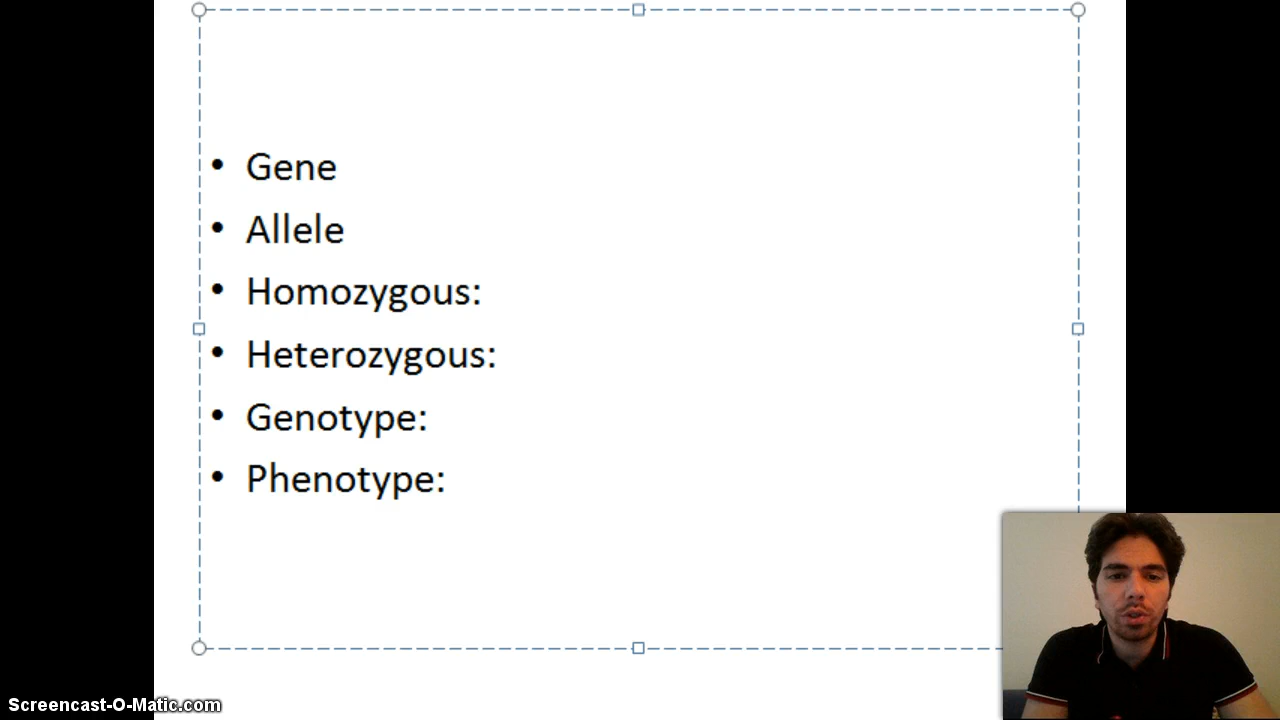 • Gene
• Allele
• Homozygous:
• Heterozygous:
• Genotype:
• Phenotype:
Screencast-O-Matic.com